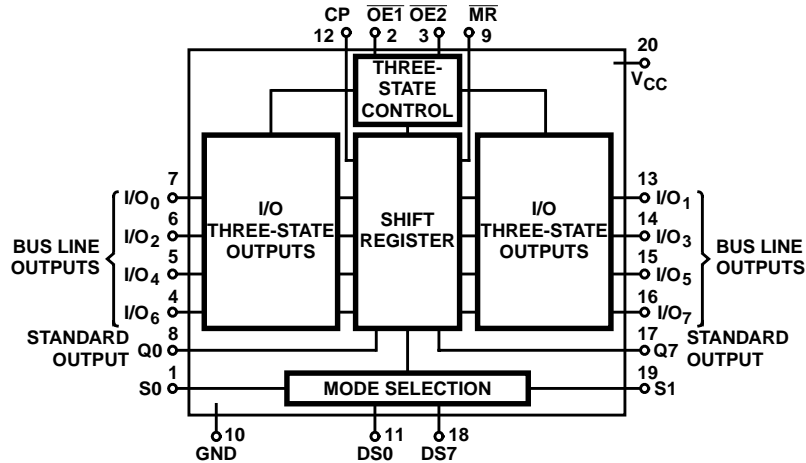 CP OE1 OE2 MR
12 2 3 9
20
VCC
THREE-
STATE
CONTROL
7 13
I/O0 I/O1
6 14
I/O2 I/O3
5 15
I/O4 I/O5
4 16
I/O6 I/O7
BUS LINE
OUTPUTS
I/O
THREE-STATE
OUTPUTS
SHIFT
REGISTER
I/O
THREE-STATE
OUTPUTS
BUS LINE
OUTPUTS
STANDARD
OUTPUT
8
Q0
17
Q7
STANDARD
OUTPUT
1
S0
MODE SELECTION
19
S1
10 11 18
GND DS0 DS7